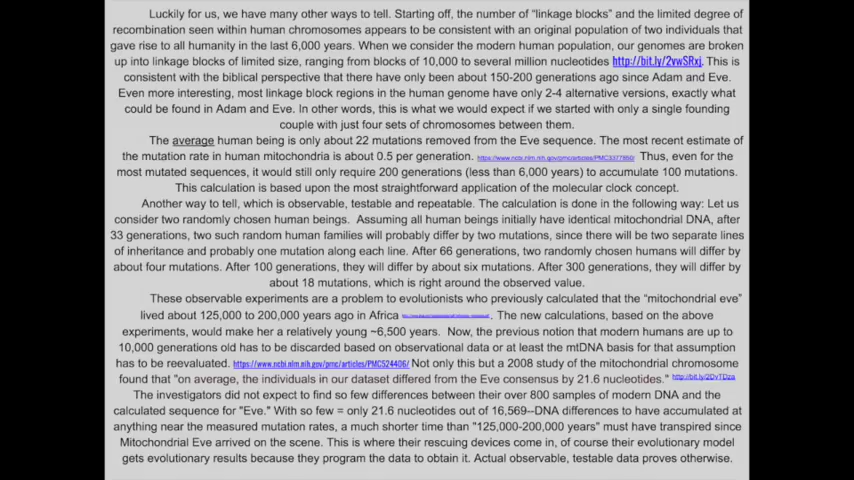 Luckily for us, we have many other ways to tell. Starting off, the number of “linkage blocks” and the limited degree of
recombination seen within human chromosomes appears to be consistent with an original population of two individuals that
gave rise to all humanity in the last 6,000 years. When we consider the modern human population, our genomes are broken
up into linkage blocks of limited size, ranging from blocks of 10,000 to several million nucleotides http://bit.ly/2vwSRxj. This is
consistent with the biblical perspective that there have only been about 150-200 generations ago since Adam and Eve.
Even more interesting, most linkage block regions in the human genome have only 2-4 alternative versions, exactly what
could be found in Adam and Eve. In other words, this is what we would expect if we started with only a single founding
couple with just four sets of chromosomes between them.
The average human being is only about 22 mutations removed from the Eve sequence. The most recent estimate of
the mutation rate in human mitochondria is about 0.5 per generation. https://www.ncbi.nlm.nih.gov/pmc/articles/PMC3377860/ Thus, even for the
most mutated sequences, it would still only require 200 generations (less than 6,000 years) to accumulate 100 mutations.
This calculation is based upon the most straightforward application of the molecular clock concept.
Another way to tell, which is observable, testable and repeatable. The calculation is done in the following way: Let us
consider two randomly chosen human beings. Assuming all human beings initially have identical mitochondrial DNA, after
33 generations, two such random human families will probably differ by two mutations, since there will be two separate lines
of inheritance and probably one mutation along each line. After 66 generations, two randomly chosen humans will differ by
about four mutations. After 100 generations, they will differ by about six mutations. After 300 generations, they will differ by
about 18 mutations, which is right around the observed value.
These observable experiments are a problem to evolutionists who previously calculated that the “mitochondrial eve”
lived about 125,000 to 200,000 years ago in Africa . The new calculations, based on the above
experiments, would make her a relatively young ~6,500 years. Now, the previous notion that modern humans are up to
10,000 generations old has to be discarded based on observational data or at least the mtDNA basis for that assumption
has to be reevaluated. https://www.ncbi.nlm.nih.gov/pmc/articles/PMC524406/ Not only this but a 2008 study of the mitochondrial chromosome
found that "on average, the individuals in our dataset differed from the Eve consensus by 21.6 nucleotides." http://bit.ly/2DvTDza
The investigators did not expect to find so few differences between their over 800 samples of modern DNA and the
calculated sequence for "Eve." With so few = only 21.6 nucleotides out of 16,569--DNA differences to have accumulated at
anything near the measured mutation rates, a much shorter time than "125,000-200,000 years" must have transpired since
Mitochondrial Eve arrived on the scene. This is where their rescuing devices come in, of course their evolutionary model
gets evolutionary results because they program the data to obtain it. Actual observable, testable data proves otherwise.